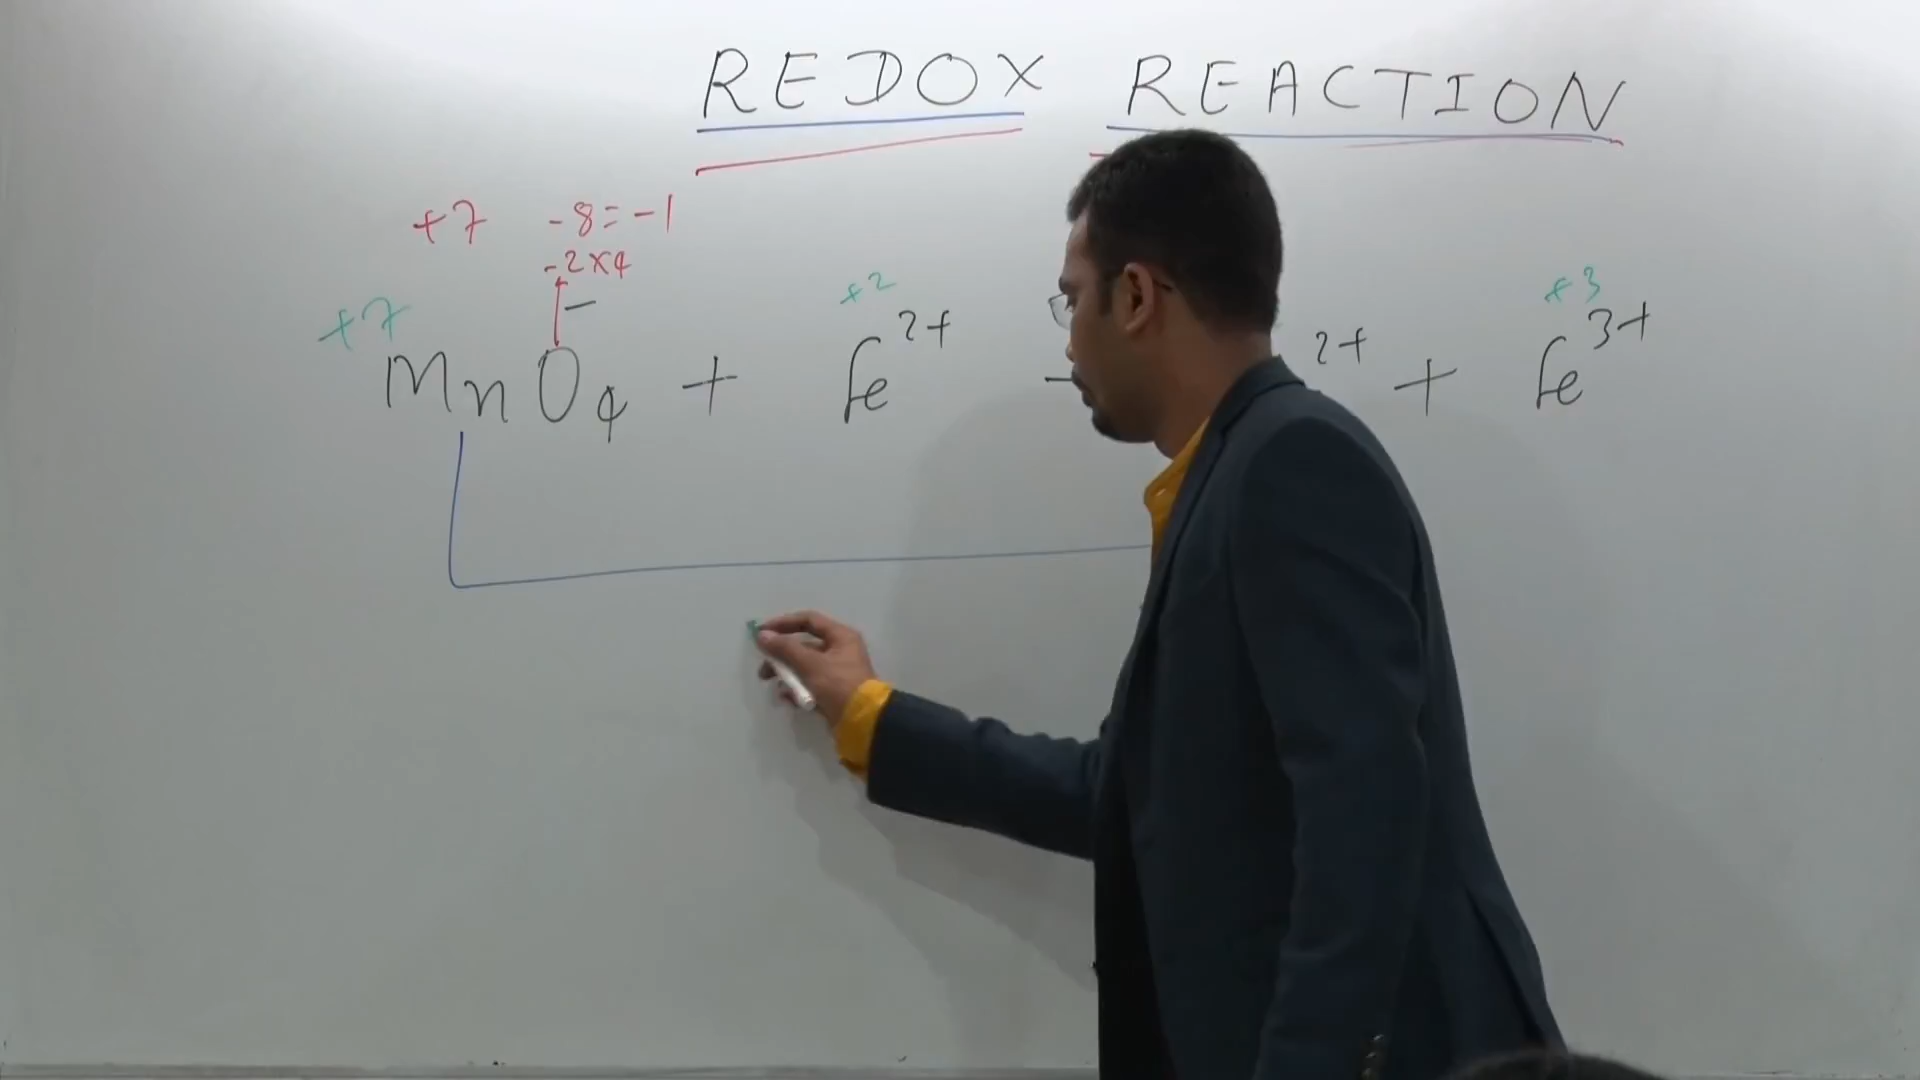 REDOX REACTION
+7 -8=-1
-2×4
+7 +2 +3
MnO₄⁻ + Fe²⁺ - ²⁺ + Fe³⁺